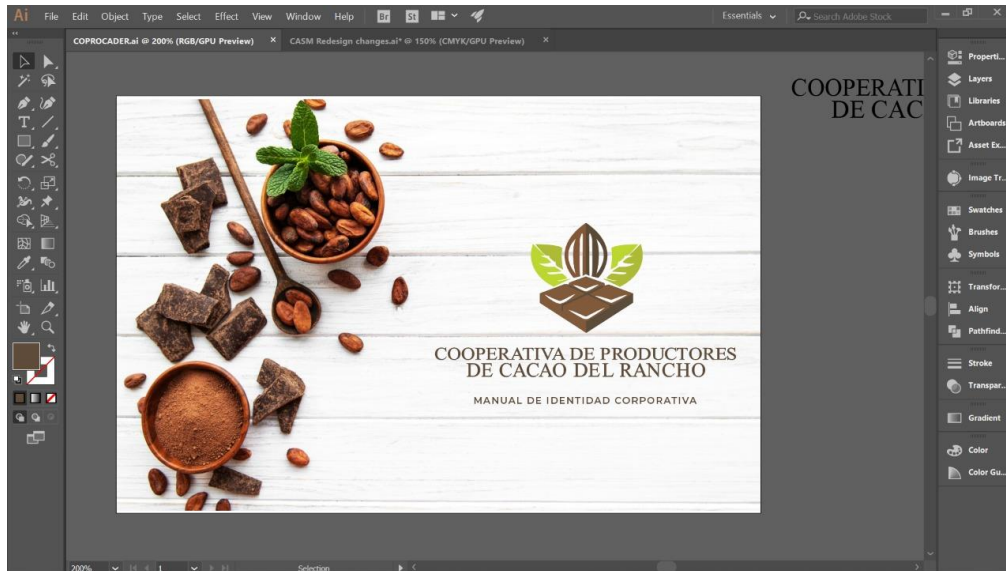 Ai File Edit Object Type Select Effect View Window Help Br St Essentials Search Adobe Stock
COPROCADER.ai @ 200% (RGB/GPU Preview) × CASM Redesign changes.ai* @ 150% (CMYK/GPU Preview) ×
COOPERATI
DE CAC
COOPERATIVA DE PRODUCTORES
DE CACAO DEL RANCHO
MANUAL DE IDENTIDAD CORPORATIVA
Properti...
Layers
Libraries
Artboards
Asset Ex...
Image Tr...
Swatches
Brushes
Symbols
Transfor...
Align
Pathfind...
Stroke
Transpar...
Gradient
Color
Color Gu...
200% 1 Selection